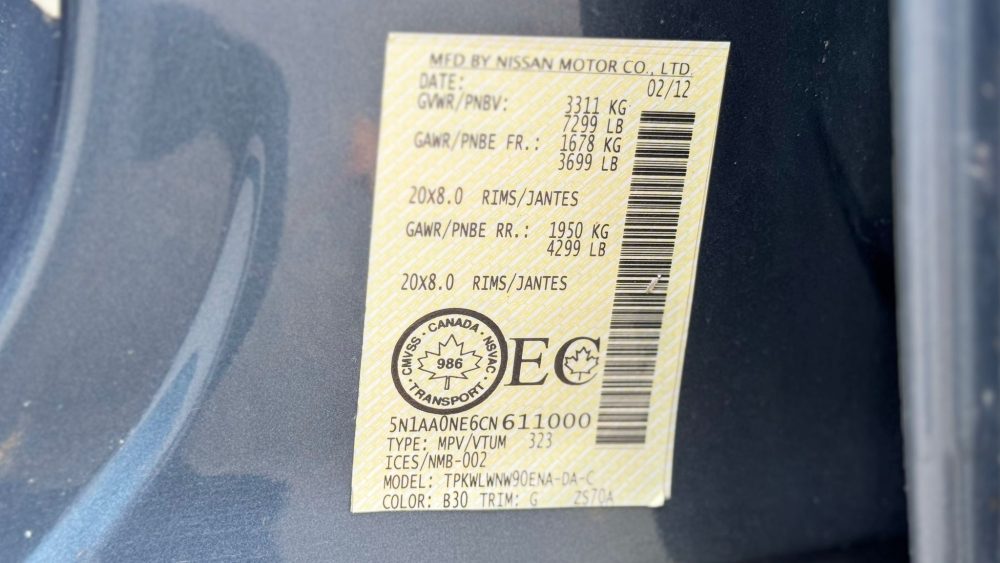 MFD BY NISSAN MOTOR CO., LTD.
DATE: 02/12
GVWR/PNBV: 3311 KG
7299 LB
GAWR/PNBE FR.: 1678 KG
3699 LB
20X8.0 RIMS/JANTES
GAWR/PNBE RR.: 1950 KG
4299 LB
20X8.0 RIMS/JANTES
CMVSS · CANADA · NSVAC · TRANSPORT ·
986
EC
5N1AA0NE6CN611000
TYPE: MPV/VTUM 323
ICES/NMB-002
MODEL: TPKWLWNW90ENA-DA-C
COLOR: B30 TRIM: G ZS70A